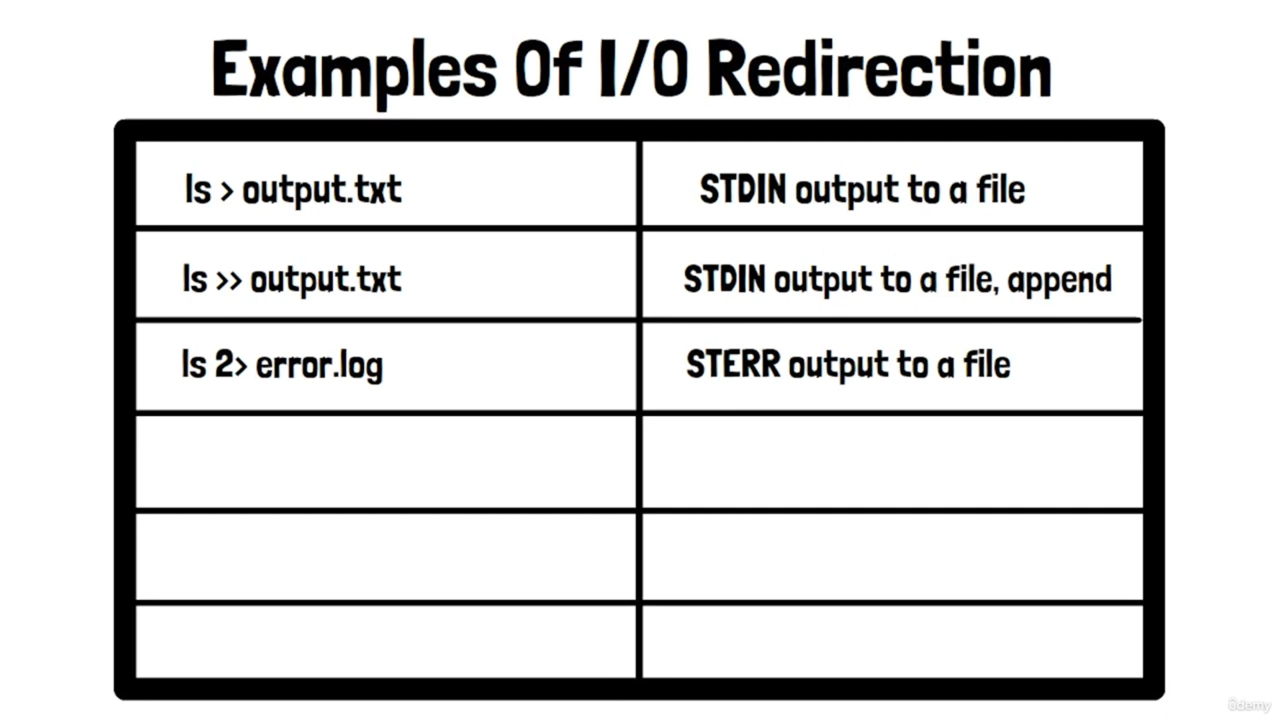 Examples Of I/O Redirection
ls > output.txt
STDIN output to a file
ls >> output.txt
STDIN output to a file, append
ls 2> error.log
STERR output to a file
ûdemy